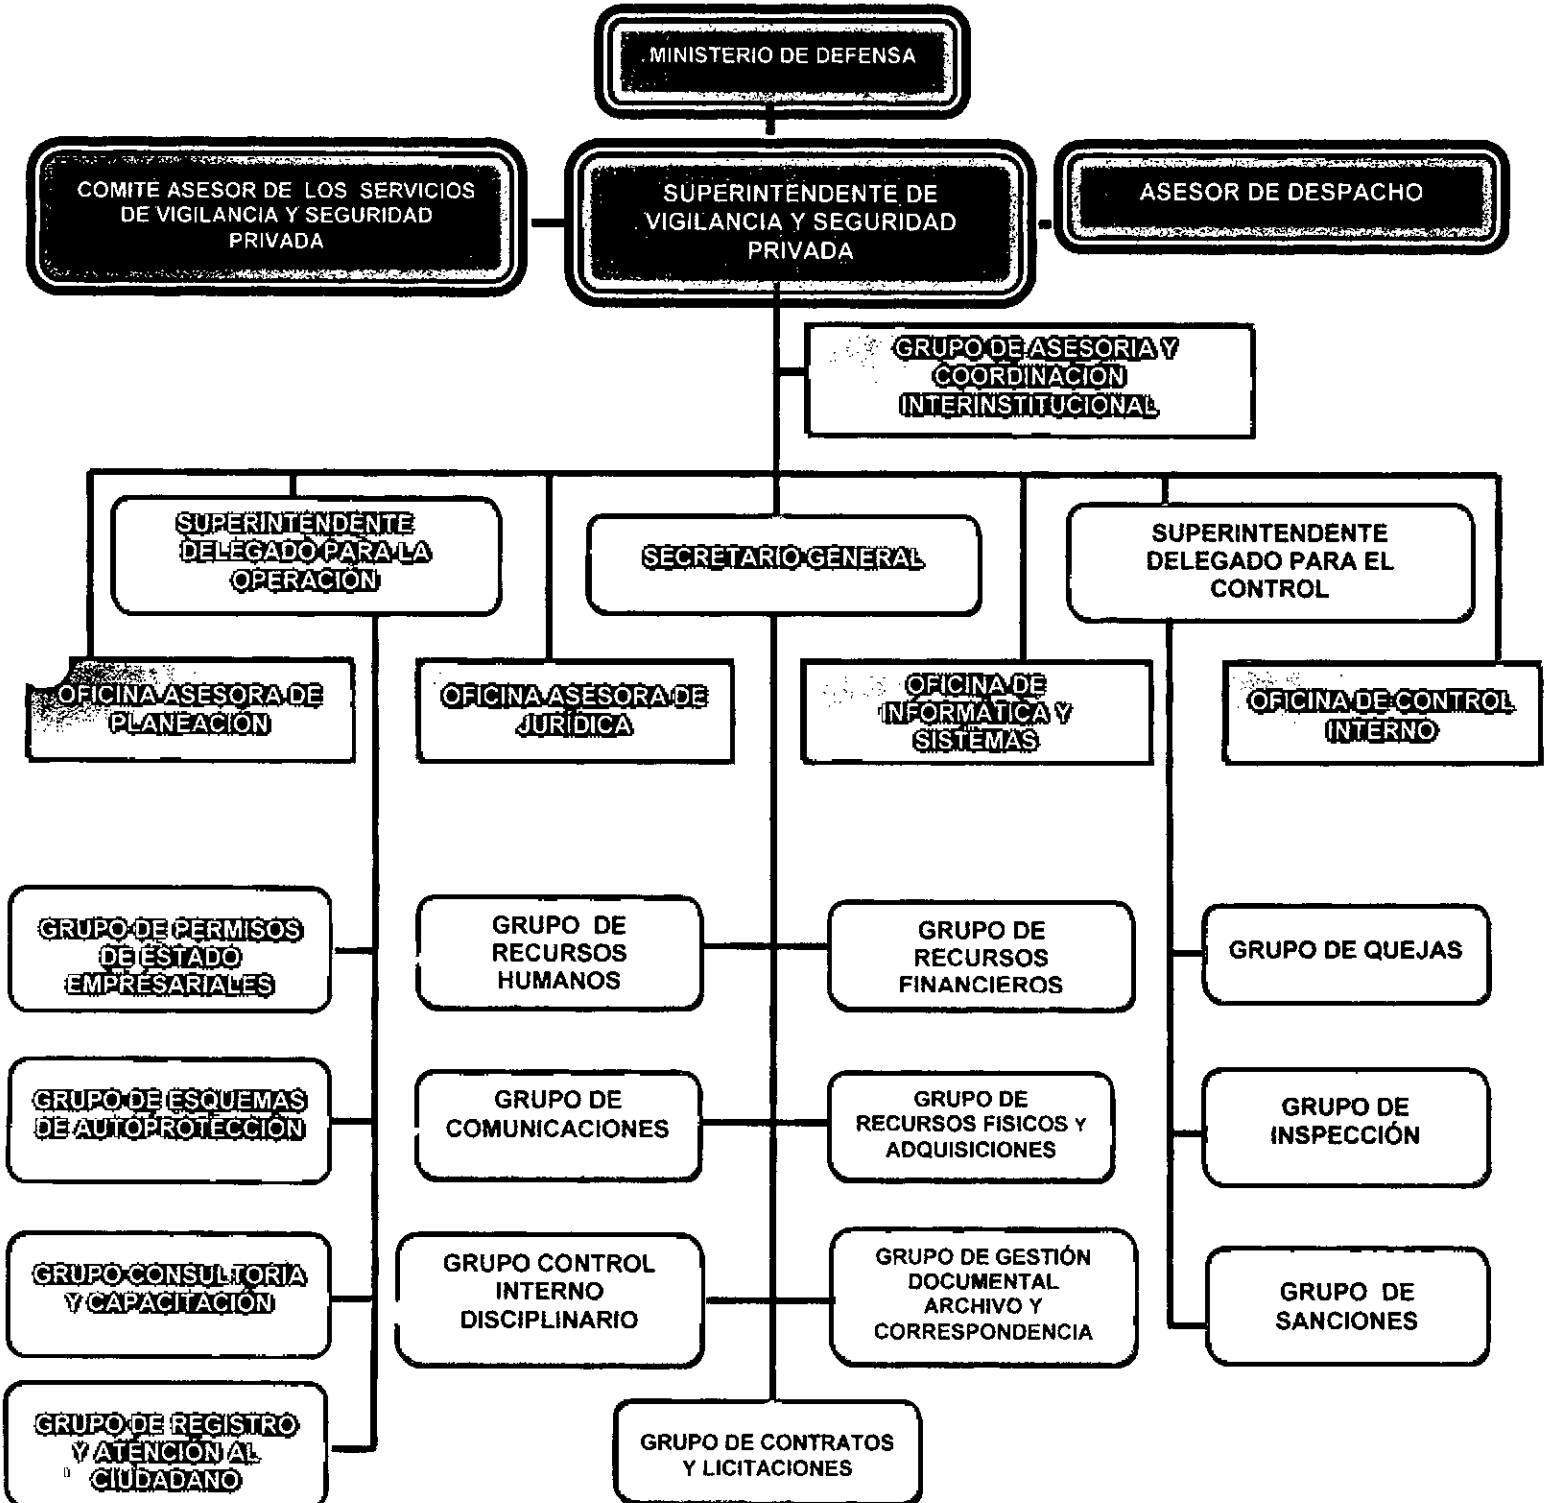 MINISTERIO DE DEFENSA
COMITE ASESOR DE LOS SERVICIOS
DE VIGILANCIA Y SEGURIDAD
PRIVADA
SUPERINTENDENTE DE
VIGILANCIA Y SEGURIDAD
PRIVADA
ASESOR DE DESPACHO
GRUPO DE ASESORIA Y
COORDINACIÓN
INTERINSTITUCIONAL
SUPERINTENDENTE
DELEGADO PARA LA
OPERACIÓN
SECRETARIO GENERAL
SUPERINTENDENTE
DELEGADO PARA EL
CONTROL
OFICINA ASESORA DE
PLANEACIÓN
OFICINA ASESORA DE
JURÍDICA
OFICINA DE
INFORMÁTICA Y
SISTEMAS
OFICINA DE CONTROL
INTERNO
GRUPO DE PERMISOS
DE ESTADO
EMPRESARIALES
GRUPO DE
RECURSOS
HUMANOS
GRUPO DE
RECURSOS
FINANCIEROS
GRUPO DE QUEJAS
GRUPO DE ESQUEMAS
DE AUTOPROTECCIÓN
GRUPO DE
COMUNICACIONES
GRUPO DE
RECURSOS FISICOS Y
ADQUISICIONES
GRUPO DE
INSPECCIÓN
GRUPO CONSULTORIA
Y CAPACITACIÓN
GRUPO CONTROL
INTERNO
DISCIPLINARIO
GRUPO DE GESTIÓN
DOCUMENTAL
ARCHIVO Y
CORRESPONDENCIA
GRUPO DE
SANCIONES
GRUPO DE REGISTRO
Y ATENCIÓN AL
CIUDADANO
GRUPO DE CONTRATOS
Y LICITACIONES